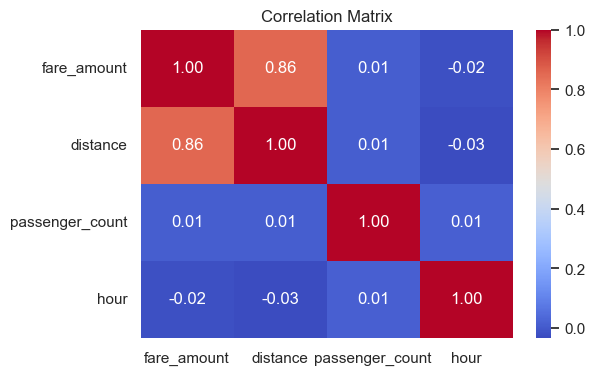 Correlation Matrix
fare_amount 1.00 0.86 0.01 -0.02
distance 0.86 1.00 0.01 -0.03
passenger_count 0.01 0.01 1.00 0.01
hour -0.02 -0.03 0.01 1.00
fare_amount distance passenger_count hour
1.0
0.8
0.6
0.4
0.2
0.0